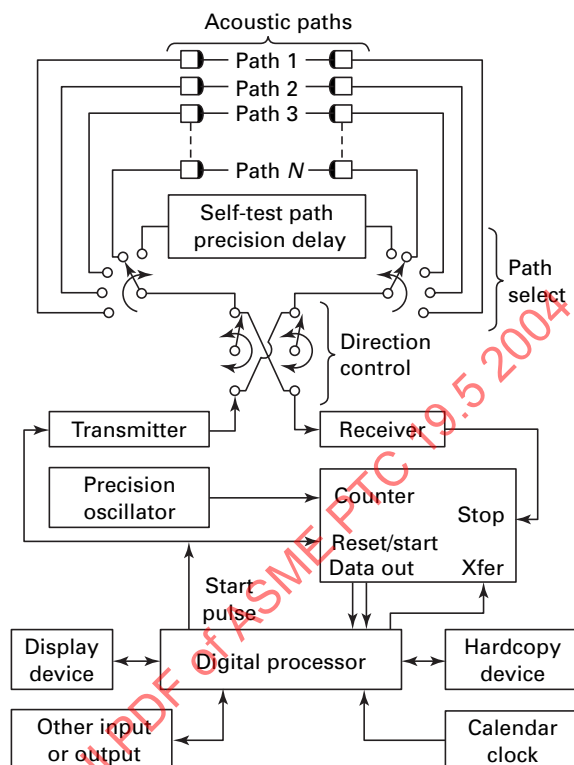 Acoustic paths
Path 1
Path 2
Path 3
Path N
Self-test path
precision delay
Path
select
Direction
control
Transmitter
Receiver
Precision
oscillator
Counter
Stop
Reset/start
Data out
Xfer
Start
pulse
Display
device
Digital processor
Hardcopy
device
Other input
or output
Calendar
clock
PDF of ASME PTC 19.5 2004